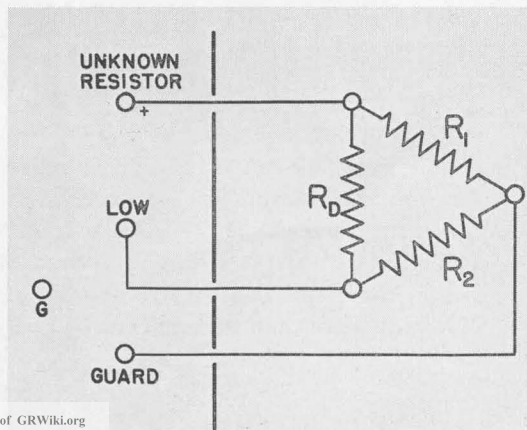 UNKNOWN
RESISTOR
+
R1
LOW
RD
R2
G
GUARD
of GRWiki.org